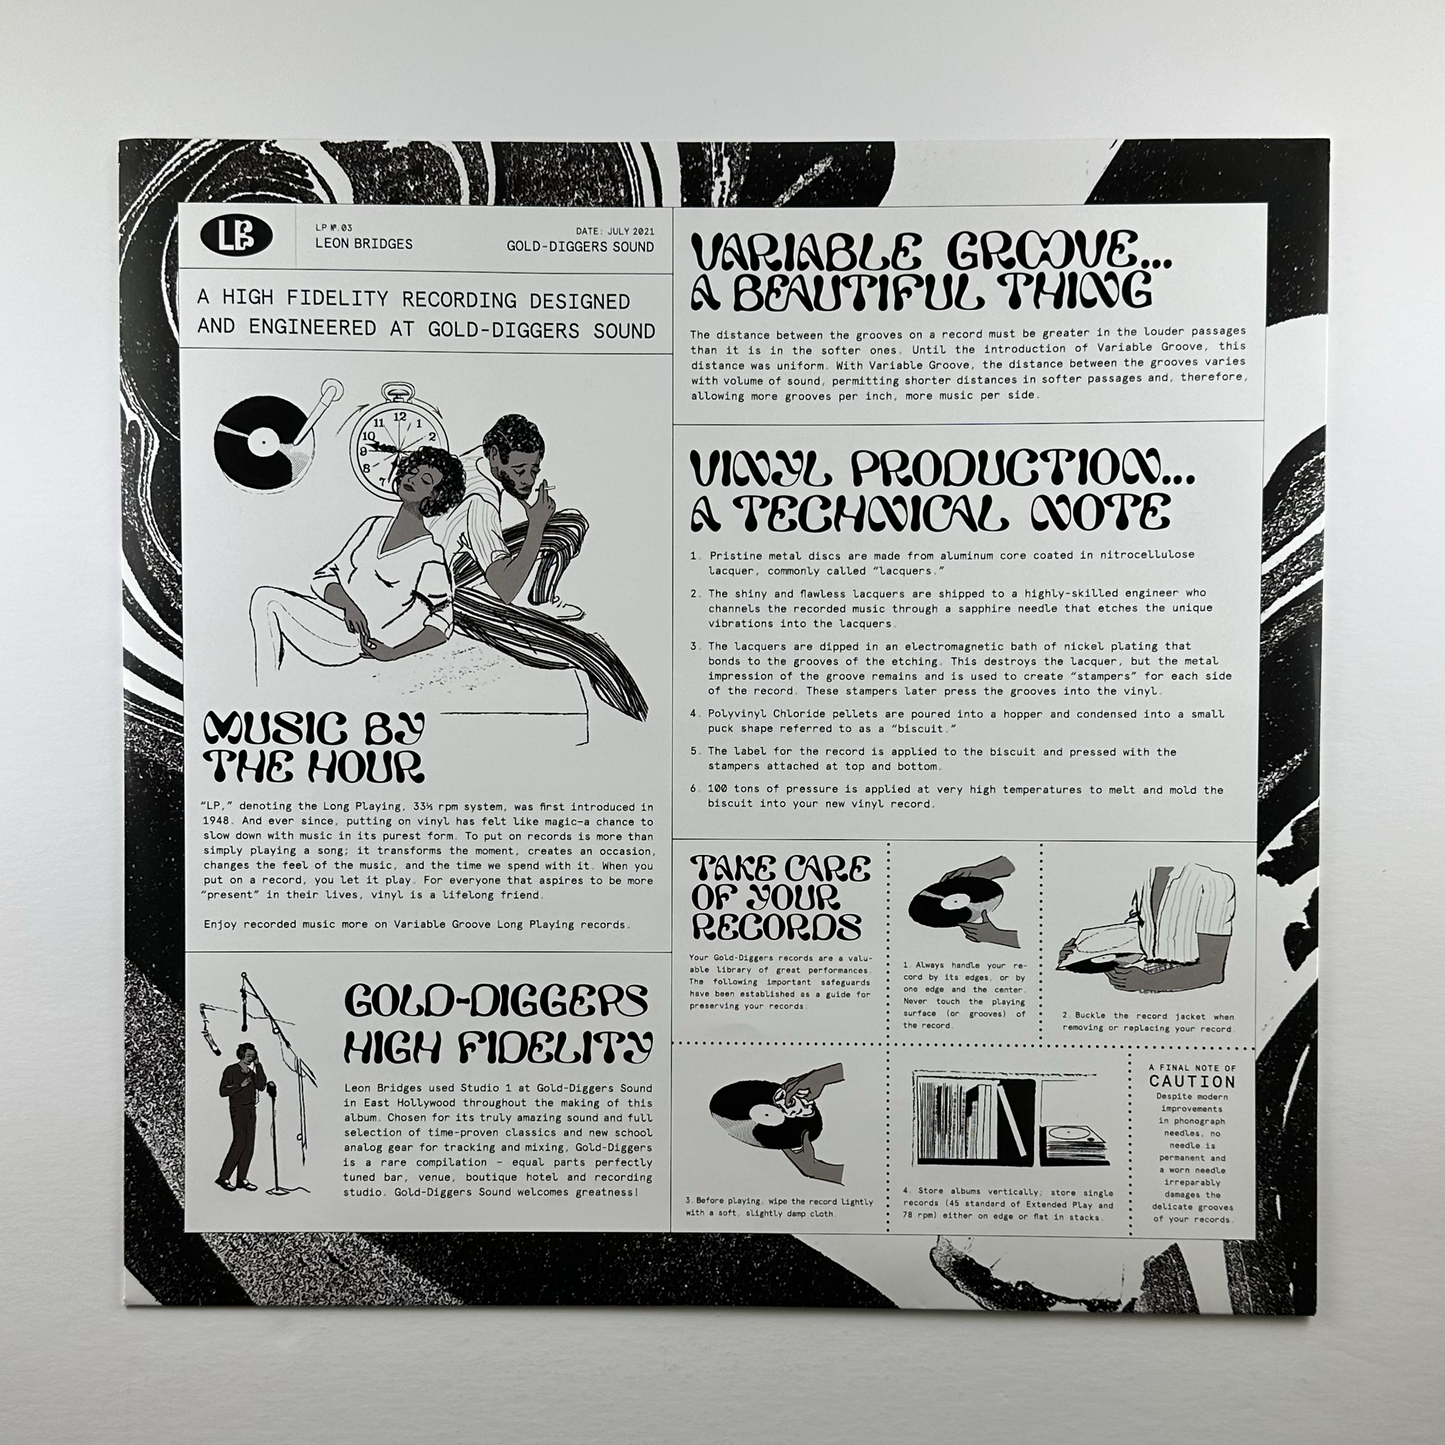 LB
LP №. 03
LEON BRIDGES
DATE: JULY 2021
GOLD-DIGGERS SOUND
A HIGH FIDELITY RECORDING DESIGNED
AND ENGINEERED AT GOLD-DIGGERS SOUND
12
1
2
7
8
9
10
11
MUSIC BY
THE HOUR
“LP,” denoting the Long Playing, 33⅓ rpm system, was first introduced in
1948. And ever since, putting on vinyl has felt like magic—a chance to
slow down with music in its purest form. To put on records is more than
simply playing a song; it transforms the moment, creates an occasion,
changes the feel of the music, and the time we spend with it. When you
put on a record, you let it play. For everyone that aspires to be more
“present” in their lives, vinyl is a lifelong friend.
Enjoy recorded music more on Variable Groove Long Playing records.
GOLD-DIGGERS
HIGH FIDELITY
Leon Bridges used Studio 1 at Gold-Diggers Sound
in East Hollywood throughout the making of this
album. Chosen for its truly amazing sound and full
selection of time-proven classics and new school
analog gear for tracking and mixing, Gold-Diggers
is a rare compilation – equal parts perfectly
tuned bar, venue, boutique hotel and recording
studio. Gold-Diggers Sound welcomes greatness!
VARIABLE GROOVE...
A BEAUTIFUL THING
The distance between the grooves on a record must be greater in the louder passages
than it is in the softer ones. Until the introduction of Variable Groove, this
distance was uniform. With Variable Groove, the distance between the grooves varies
with volume of sound, permitting shorter distances in softer passages and, therefore,
allowing more grooves per inch, more music per side.
VINYL PRODUCTION...
A TECHNICAL NOTE
1. Pristine metal discs are made from aluminum core coated in nitrocellulose
lacquer, commonly called “lacquers.”
2. The shiny and flawless lacquers are shipped to a highly-skilled engineer who
channels the recorded music through a sapphire needle that etches the unique
vibrations into the lacquers.
3. The lacquers are dipped in an electromagnetic bath of nickel plating that
bonds to the grooves of the etching. This destroys the lacquer, but the metal
impression of the groove remains and is used to create “stampers” for each side
of the record. These stampers later press the grooves into the vinyl.
4. Polyvinyl Chloride pellets are poured into a hopper and condensed into a small
puck shape referred to as a “biscuit.”
5. The label for the record is applied to the biscuit and pressed with the
stampers attached at top and bottom.
6. 100 tons of pressure is applied at very high temperatures to melt and mold the
biscuit into your new vinyl record.
TAKE CARE
OF YOUR
RECORDS
Your Gold-Diggers records are a valu-
able library of great performances.
The following important safeguards
have been established as a guide for
preserving your records.
1. Always handle your re-
cord by its edges, or by
one edge and the center.
Never touch the playing
surface (or grooves) of
the record.
2. Buckle the record jacket when
removing or replacing your record.
3. Before playing, wipe the record lightly
with a soft, slightly damp cloth.
4. Store albums vertically; store single
records (45 standard of Extended Play and
78 rpm) either on edge or flat in stacks.
A FINAL NOTE OF
CAUTION
Despite modern
improvements
in phonograph
needles, no
needle is
permanent and
a worn needle
irreparably
damages the
delicate grooves
of your records.